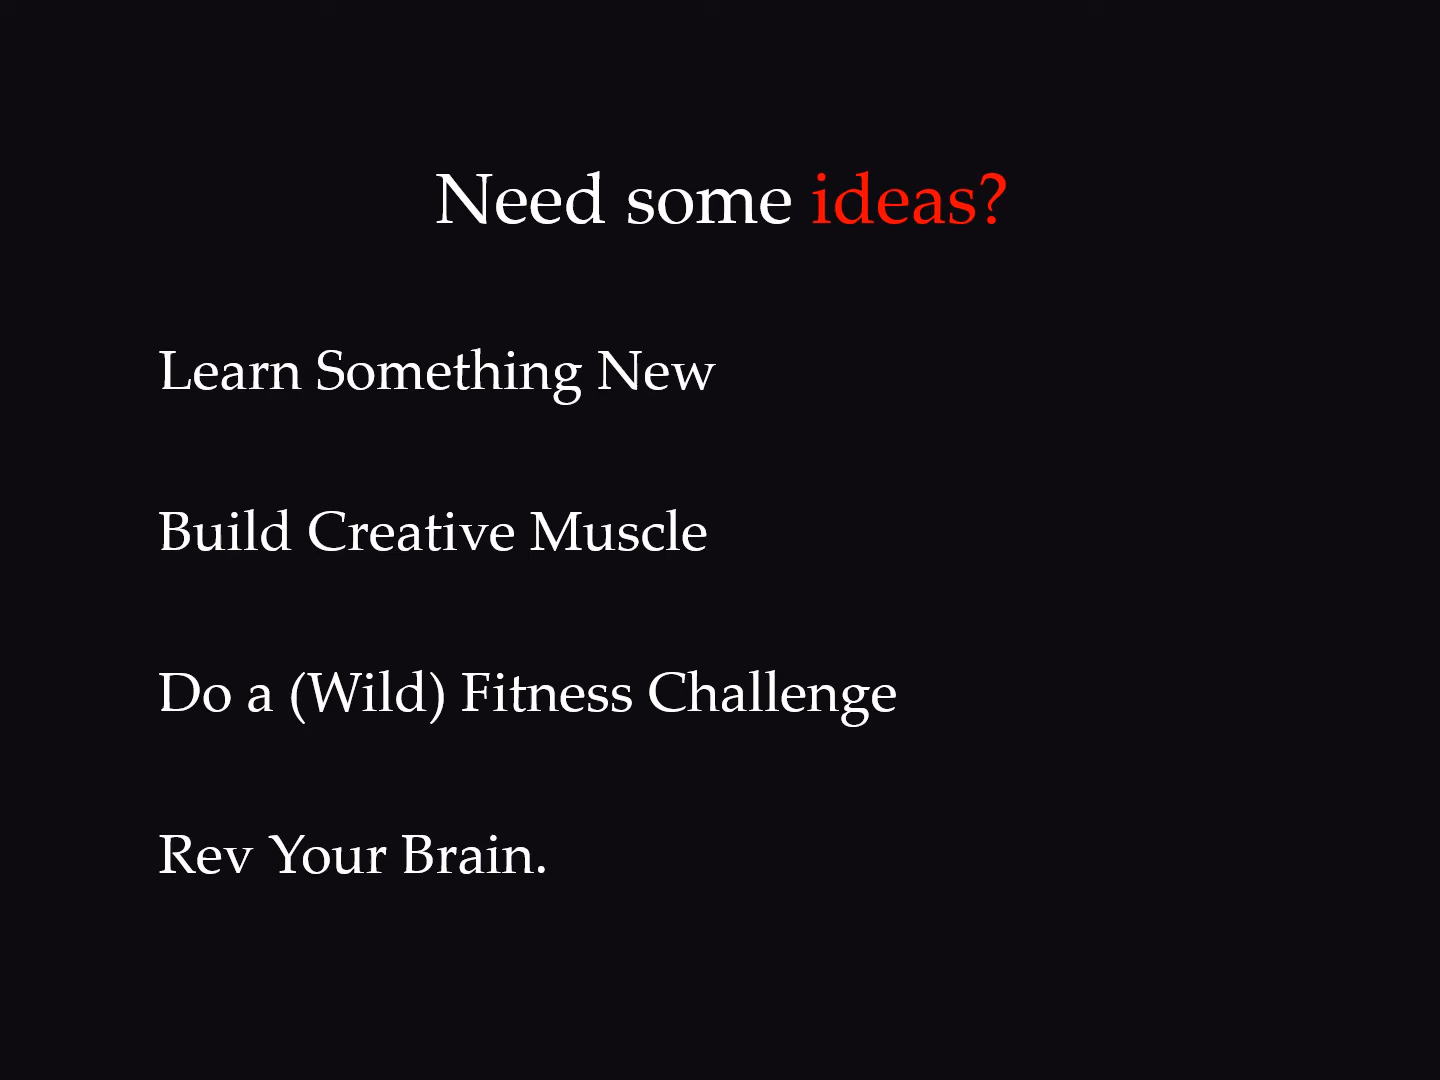 Need some ideas?
Learn Something New
Build Creative Muscle
Do a (Wild) Fitness Challenge
Rev Your Brain.